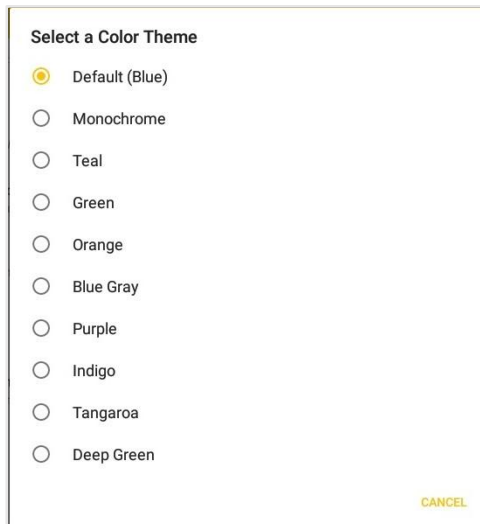 Select a Color Theme
Default (Blue)
Monochrome
Teal
Green
Orange
Blue Gray
Purple
Indigo
Tangaroa
Deep Green
CANCEL